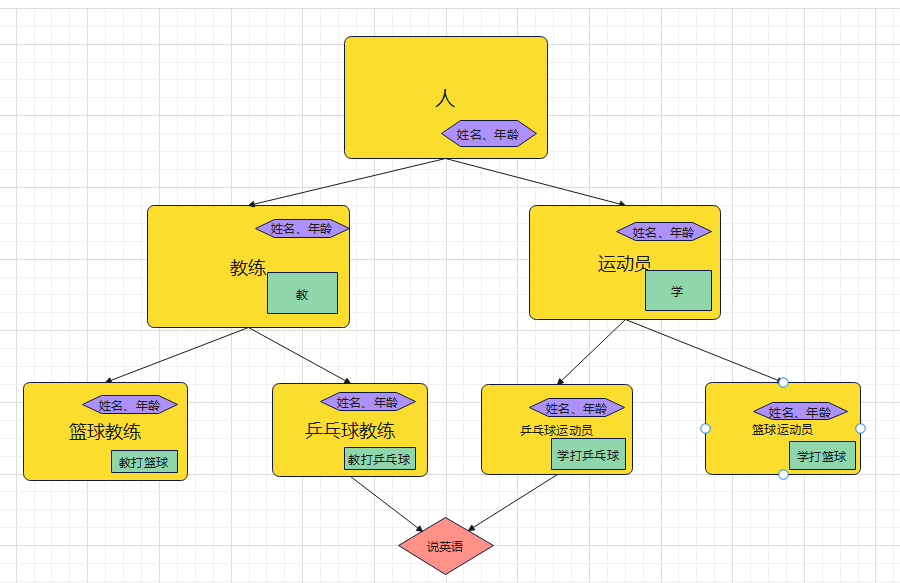 人
姓名、年龄
姓名、年龄
教练
教
姓名、年龄
运动员
学
姓名、年龄
篮球教练
教打篮球
姓名、年龄
乒乓球教练
教打乒乓球
姓名、年龄
乒乓球运动员
学打乒乓球
姓名、年龄
篮球运动员
学打篮球
说英语